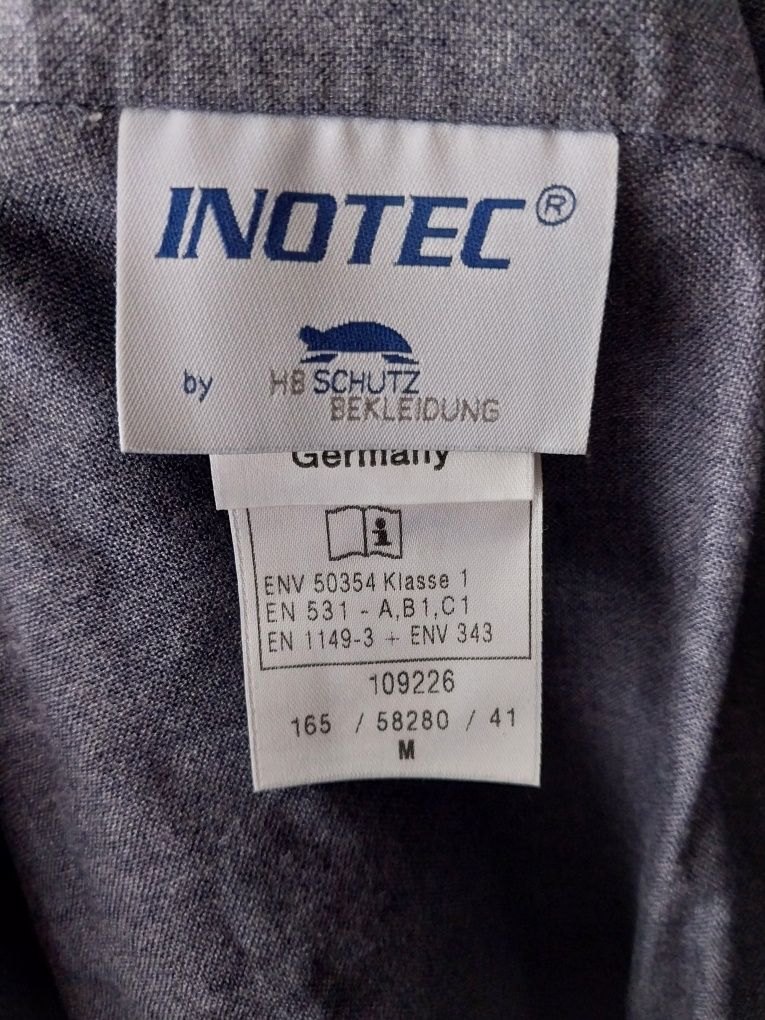 INOTEC®
by HB SCHUTZ
BEKLEIDUNG
Germany
i
ENV 50354 Klasse 1
EN 531 - A,B1,C1
EN 1149-3 + ENV 343
109226
165 / 58280 / 41
M